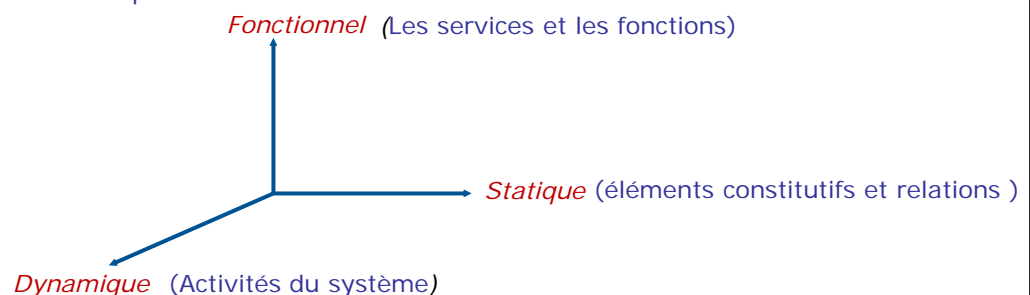 Fonctionnel (Les services et les fonctions)
Statique (éléments constitutifs et relations )
Dynamique (Activités du système)